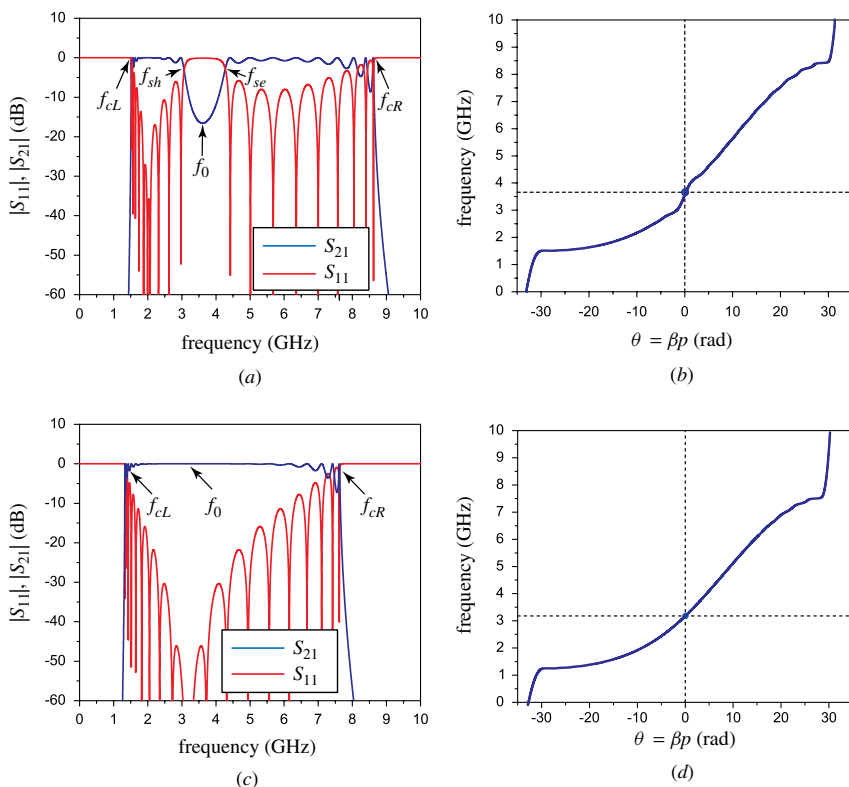 10
0
-10
-20
-30
-40
-50
-60
|S11|, |S21| (dB)
fcL
fsh
f0
fse
fcR
S21
S11
0 1 2 3 4 5 6 7 8 9 10
frequency (GHz)
(a)
10
9
8
7
6
5
4
3
2
1
0
frequency (GHz)
-30 -20 -10 0 10 20 30
θ = βp (rad)
(b)
10
0
-10
-20
-30
-40
-50
-60
|S11|, |S21| (dB)
fcL
f0
fcR
S21
S11
0 1 2 3 4 5 6 7 8 9 10
frequency (GHz)
(c)
10
9
8
7
6
5
4
3
2
1
0
frequency (GHz)
-30 -20 -10 0 10 20 30
θ = βp (rad)
(d)